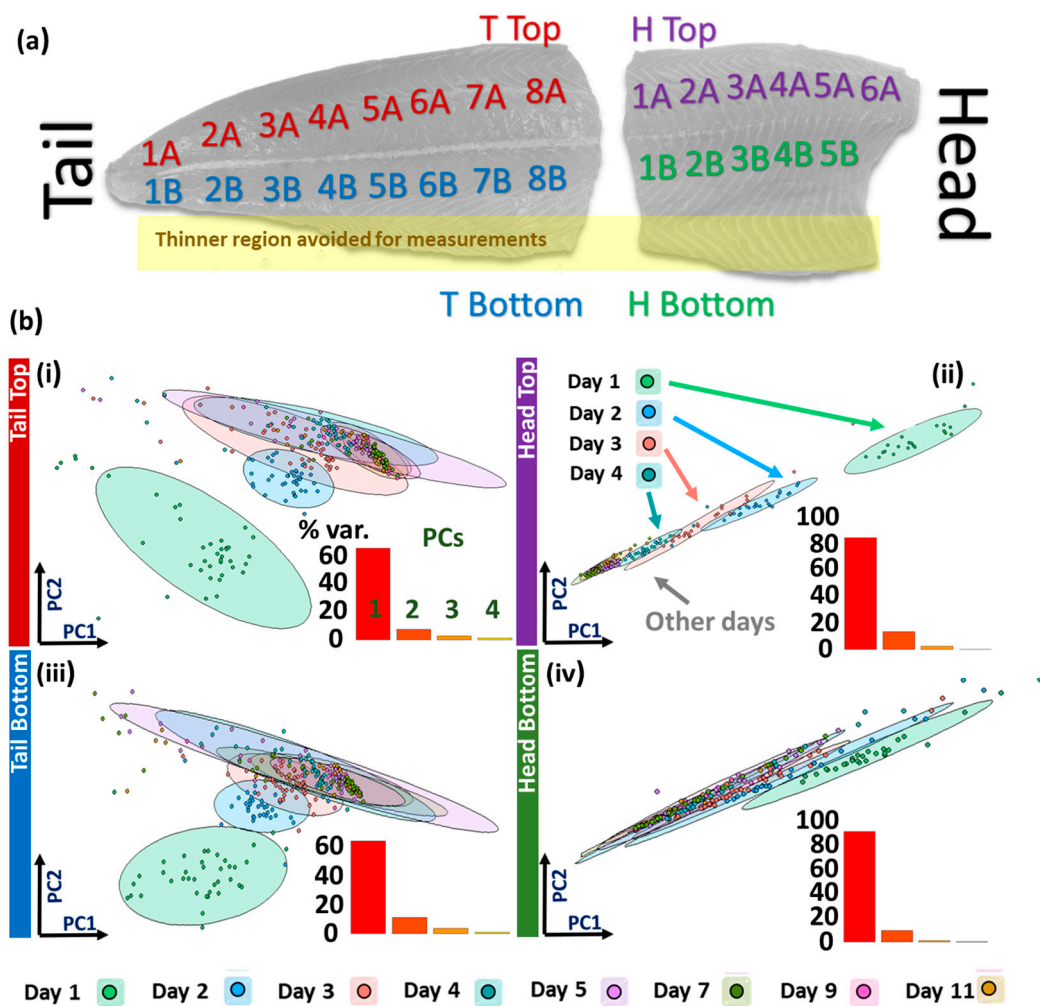 (a)
T Top
H Top
Tail
1A 2A 3A 4A 5A 6A 7A 8A
1A 2A 3A 4A 5A 6A
Head
1B 2B 3B 4B 5B 6B 7B 8B
1B 2B 3B 4B 5B
Thinner region avoided for measurements
T Bottom
H Bottom
(b)
Tail Top
(i)
% var.
PCs
60
40
20
0
1 2 3 4
PC2
PC1
Head Top
(ii)
Day 1
Day 2
Day 3
Day 4
Other days
100
80
60
40
20
0
PC2
PC1
Tail Bottom
(iii)
60
40
20
0
PC2
PC1
Head Bottom
(iv)
100
80
60
40
20
0
PC2
PC1
Day 1 Day 2 Day 3 Day 4 Day 5 Day 7 Day 9 Day 11